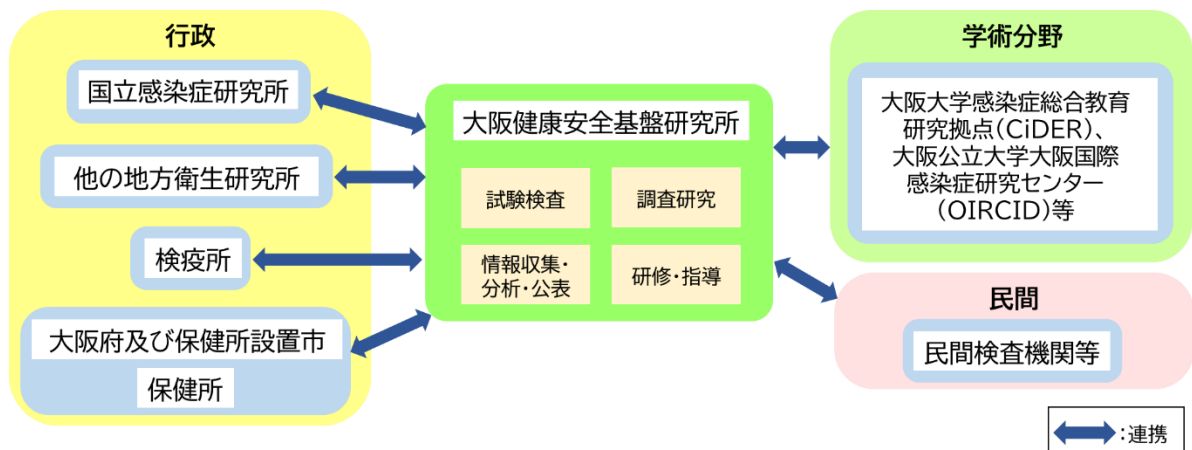 行政
国立感染症研究所
他の地方衛生研究所
検疫所
大阪府及び保健所設置市
保健所
大阪健康安全基盤研究所
試験検査
調査研究
情報収集・
分析・公表
研修・指導
学術分野
大阪大学感染症総合教育
研究拠点(CiDER)、
大阪公立大学大阪国際
感染症研究センター
(OIRCID)等
民間
民間検査機関等
:連携